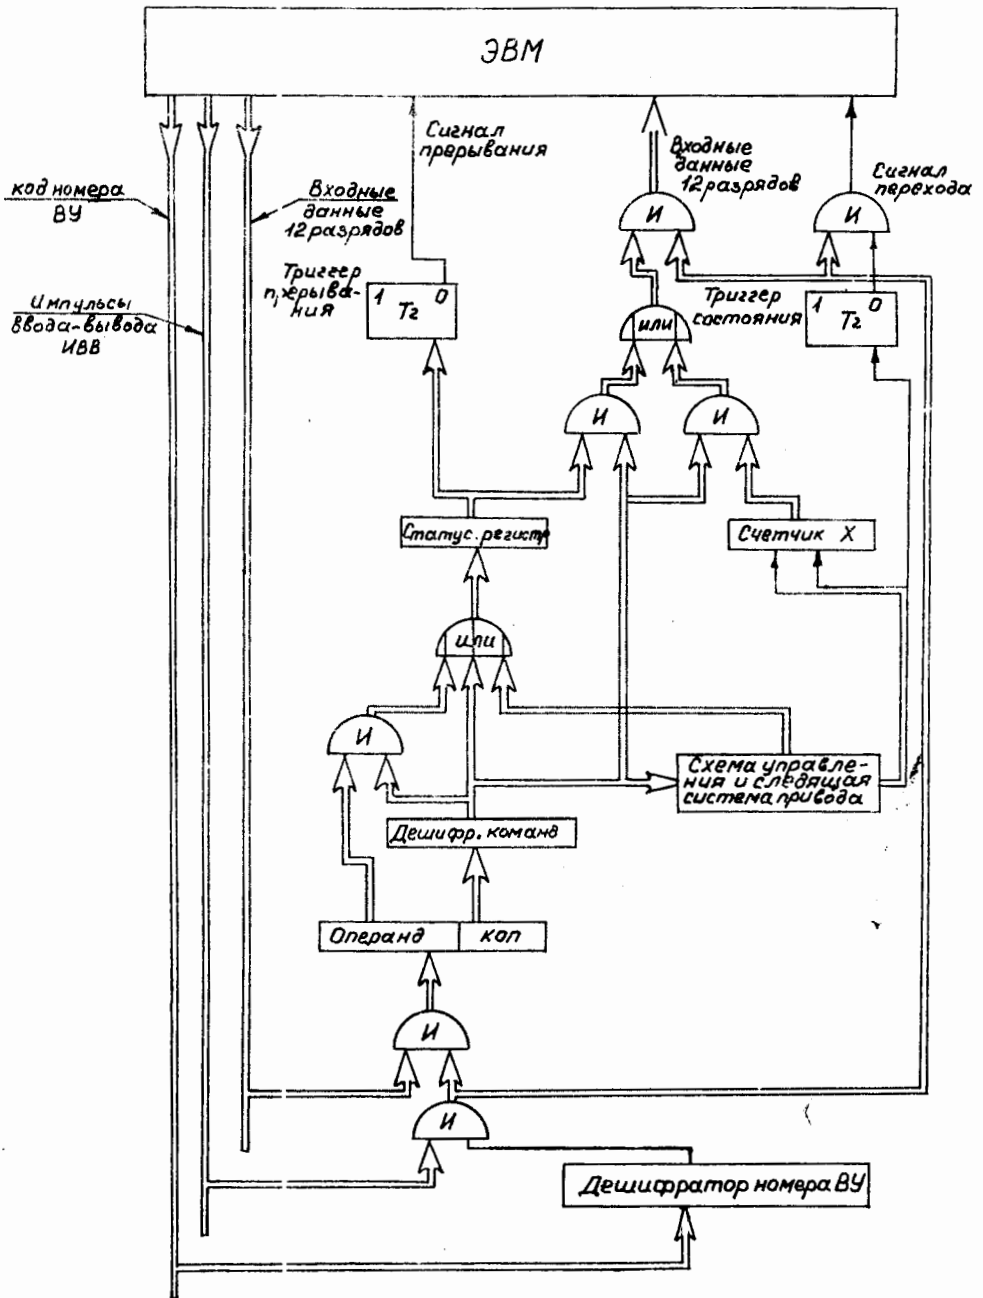 ЭВМ
Сигнал
прерывания
Входные
данные
12 разрядов
Сигнал
перехода
код номера
ВУ
Входные
данные
12 разрядов
И
И
Триггер
прерыва-
ния
1 0
Тг
Импульсы
ввода-вывода
ИВВ
Триггер
состояния
1 0
Тг
или
И
И
Статус. регистр
Счетчик X
или
И
Схема управле-
ния и следящая
система привода
Дешифр. команд
Операнд
коп
И
И
Дешифратор номера ВУ